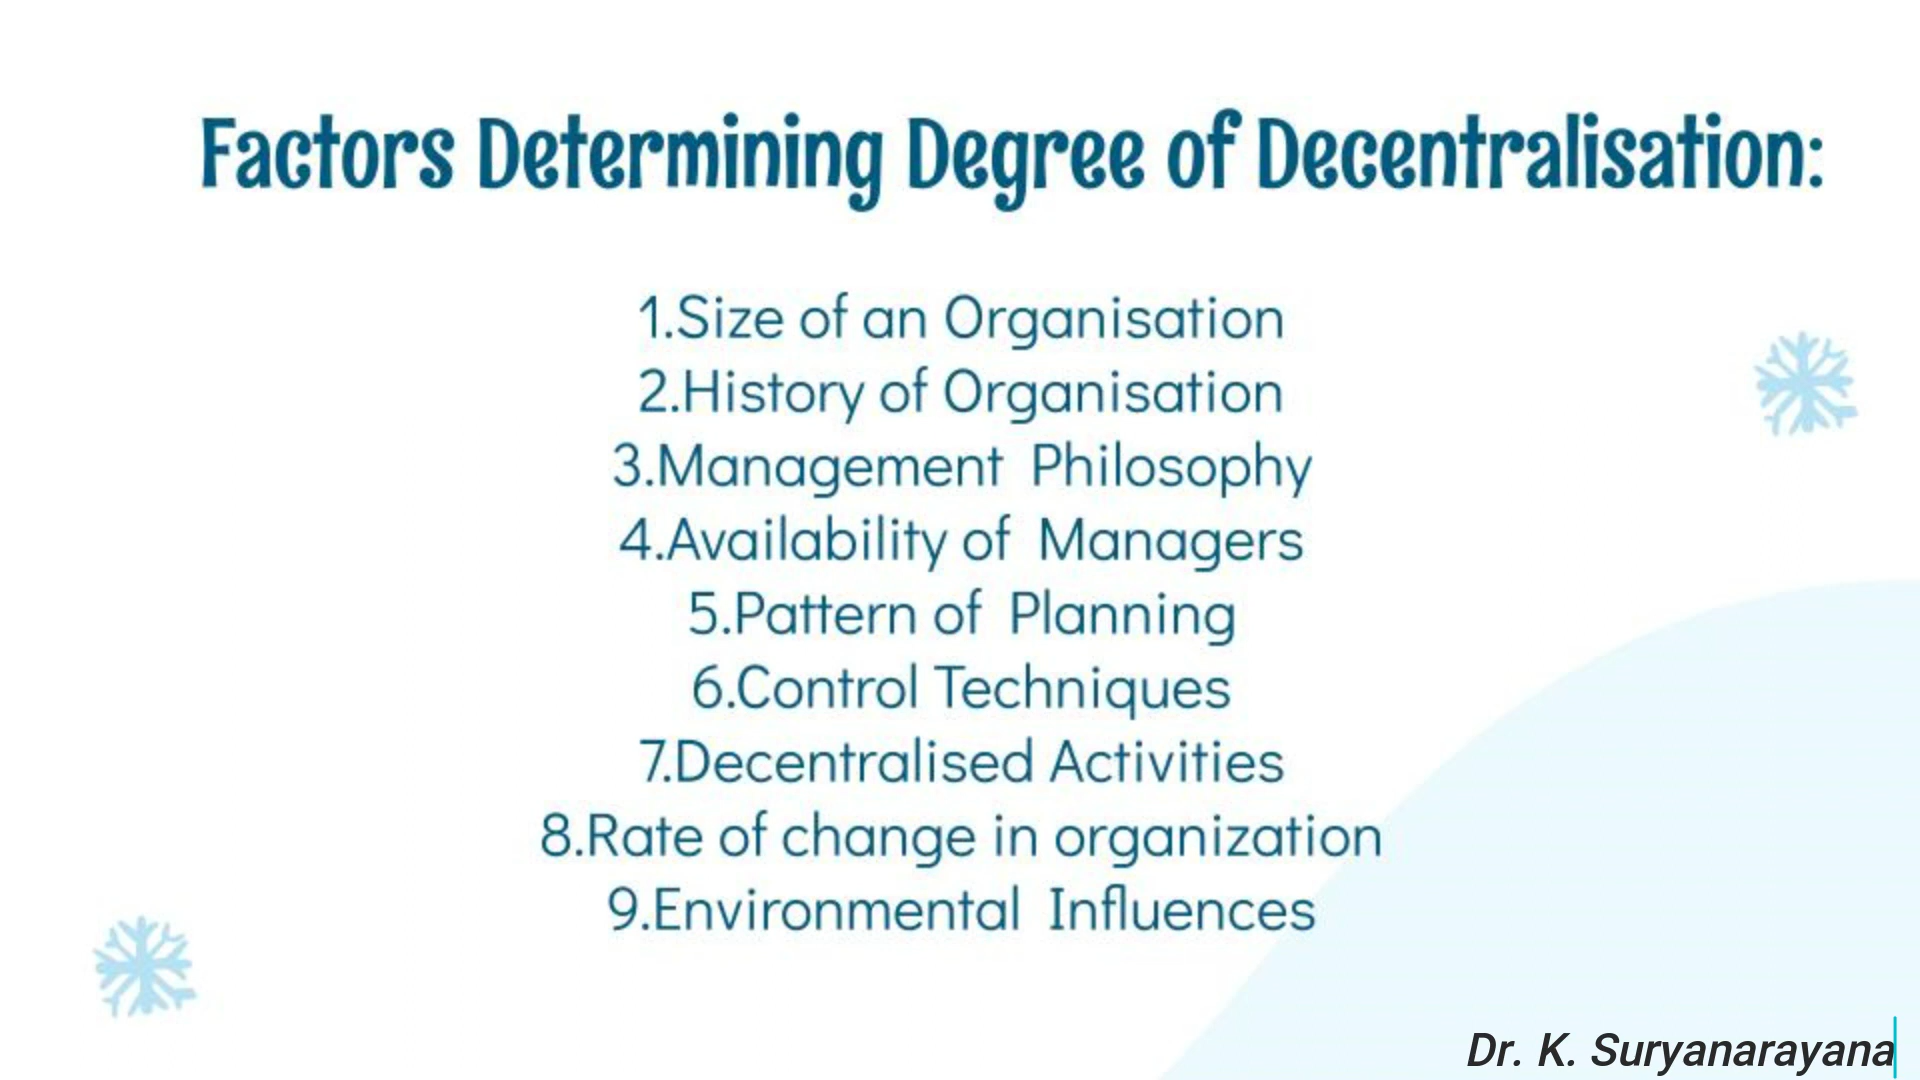 Factors Determining Degree of Decentralisation:
1.Size of an Organisation
2.History of Organisation
3.Management Philosophy
4.Availability of Managers
5.Pattern of Planning
6.Control Techniques
7.Decentralised Activities
8.Rate of change in organization
9.Environmental Influences
Dr. K. Suryanarayana